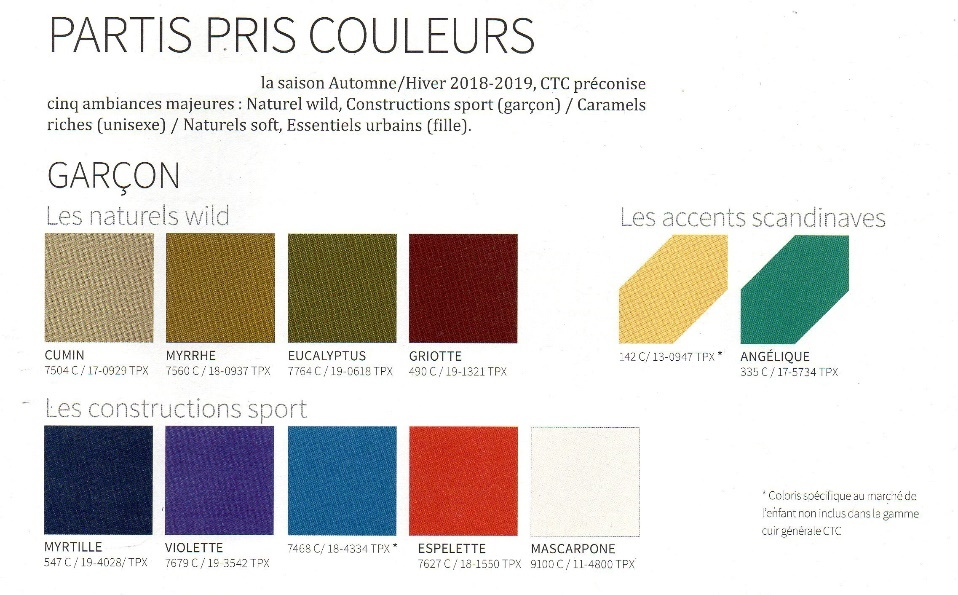 PARTIS PRIS COULEURS
la saison Automne/Hiver 2018-2019, CTC préconise
cinq ambiances majeures : Naturel wild, Constructions sport (garçon) / Caramels
riches (unisexe) / Naturels soft, Essentiels urbains (fille).
GARÇON
Les naturels wild
CUMIN
7504 C/ 17-0929 TPX
MYRRHE
7560 C/ 18-0937 TPX
EUCALYPTUS
7764 C/ 19-0618 TPX
GRIOTTE
490 C/ 19-1321 TPX
Les accents scandinaves
142 C/ 13-0947 TPX *
ANGÉLIQUE
335 C/ 17-5734 TPX
Les constructions sport
MYRTILLE
547 C/ 19-4028/ TPX
VIOLETTE
7679 C/ 19-3542 TPX
7468 C/ 18-4334 TPX *
ESPELETTE
7627 C/ 18-1550 TPX
MASCARPONE
9100 C/ 11-4800 TPX
* Coloris spécifique au marché de
l'enfant non inclus dans la gamme
cuir générale CTC